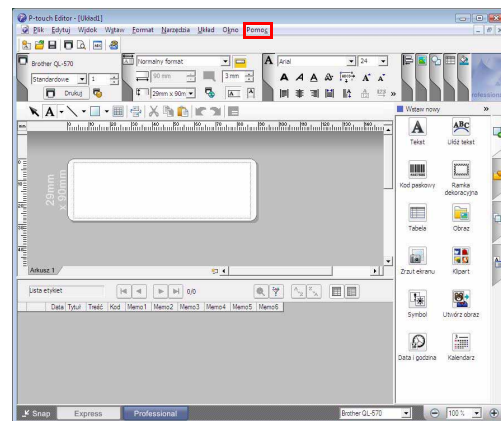 P-touch Editor - [Układ1]
Plik Edytuj Widok Wstaw Format Narzędzia Układ Okno Pomoc
Brother QL-570
Standardowe 1
Drukuj
Normalny format
90 mm 3 mm
29mm x 90m
Arial 24
A A A
Professional
29mm
x 90mm
Arkusz 1
Wstaw nowy
Tekst Ułóż tekst
Kod paskowy Ramka dekoracyjna
Tabela Obraz
Zrzut ekranu Klipart
Symbol Utwórz obraz
Data i godzina Kalendarz
Lista etykiet 0/0
Data Tytuł Treść Kod Memo1 Memo2 Memo3 Memo4 Memo5 Memo6
Snap Express Professional Brother QL-570 100 %